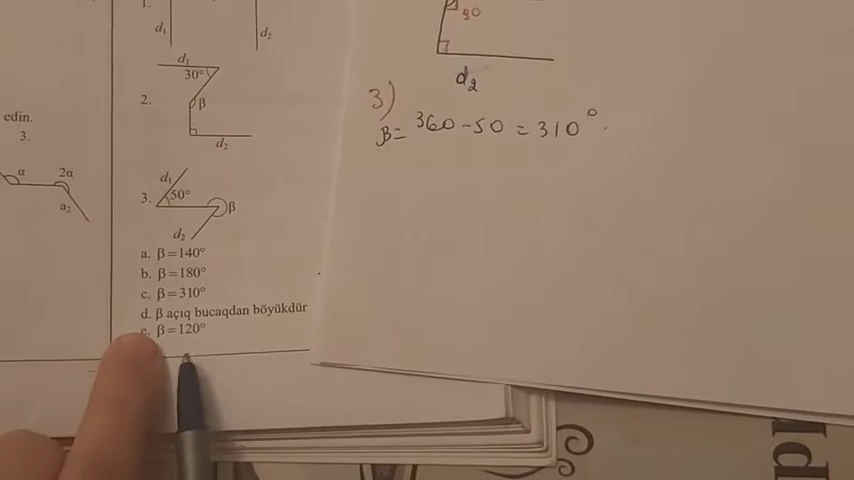 1.
d₁
d₂
2.
d₁
30°
β
d₂
edin.
3.
α
2α
a₂
3.
d₁
50°
β
d₂
a. β=140°
b. β=180°
c. β=310°
d. β açıq bucaqdan böyükdür
e. β=120°
d₂
3)
β= 360-50 = 310°.